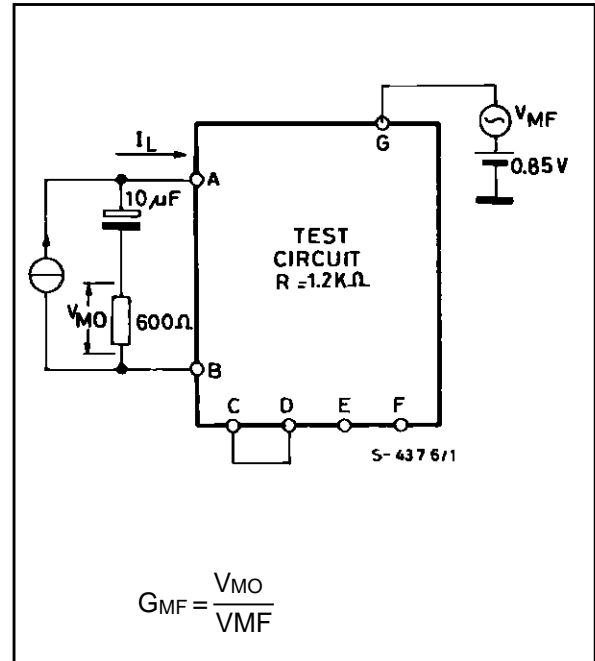 I_L
V_MF
G
0.85V
A
10µF
TEST
CIRCUIT
R =1.2KΩ
V_MO
600Ω
B
C D E F
S-4376/1
G_MF = V_MO / VMF